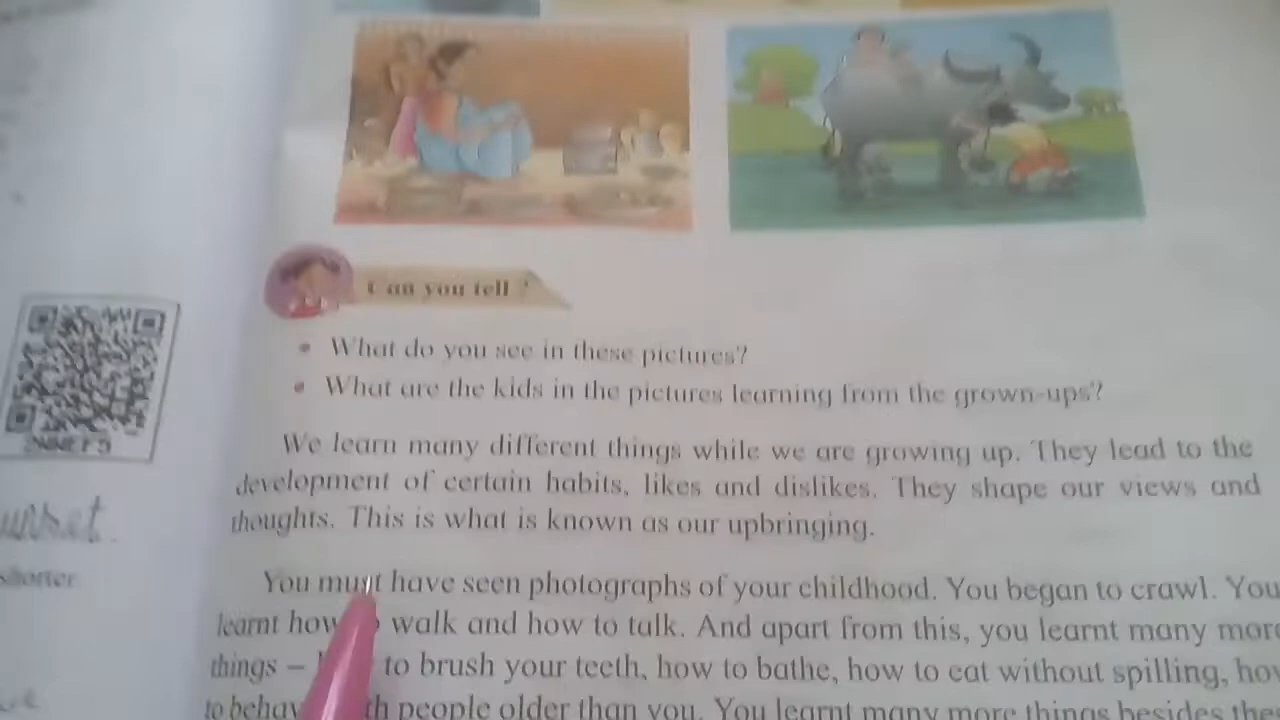 Can you tell ?
• What do you see in these pictures?
• What are the kids in the pictures learning from the grown-ups?
We learn many different things while we are growing up. They lead to the
development of certain habits, likes and dislikes. They shape our views and
thoughts. This is what is known as our upbringing.
You must have seen photographs of your childhood. You began to crawl. You
learnt how walk and how to talk. And apart from this, you learnt many more
things – to brush your teeth, how to bathe, how to eat without spilling, how
to behav people older than you. You learnt many more things besides
shorter